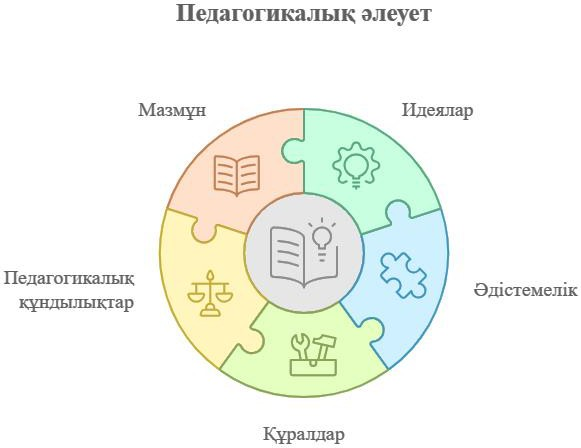 Педагогикалық әлеует
Мазмұн
Идеялар
Педагогикалық
құндылықтар
Әдістемелік
Құралдар